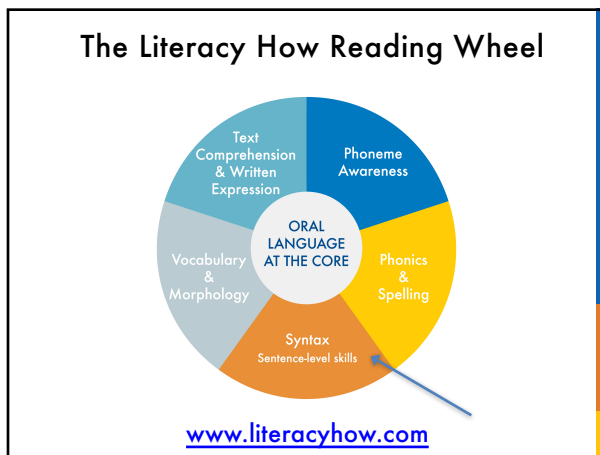 The Literacy How Reading Wheel
Text
Comprehension
& Written
Expression
Phoneme
Awareness
ORAL
LANGUAGE
AT THE CORE
Vocabulary
&
Morphology
Phonics
&
Spelling
Syntax
Sentence-level skills
www.literacyhow.com